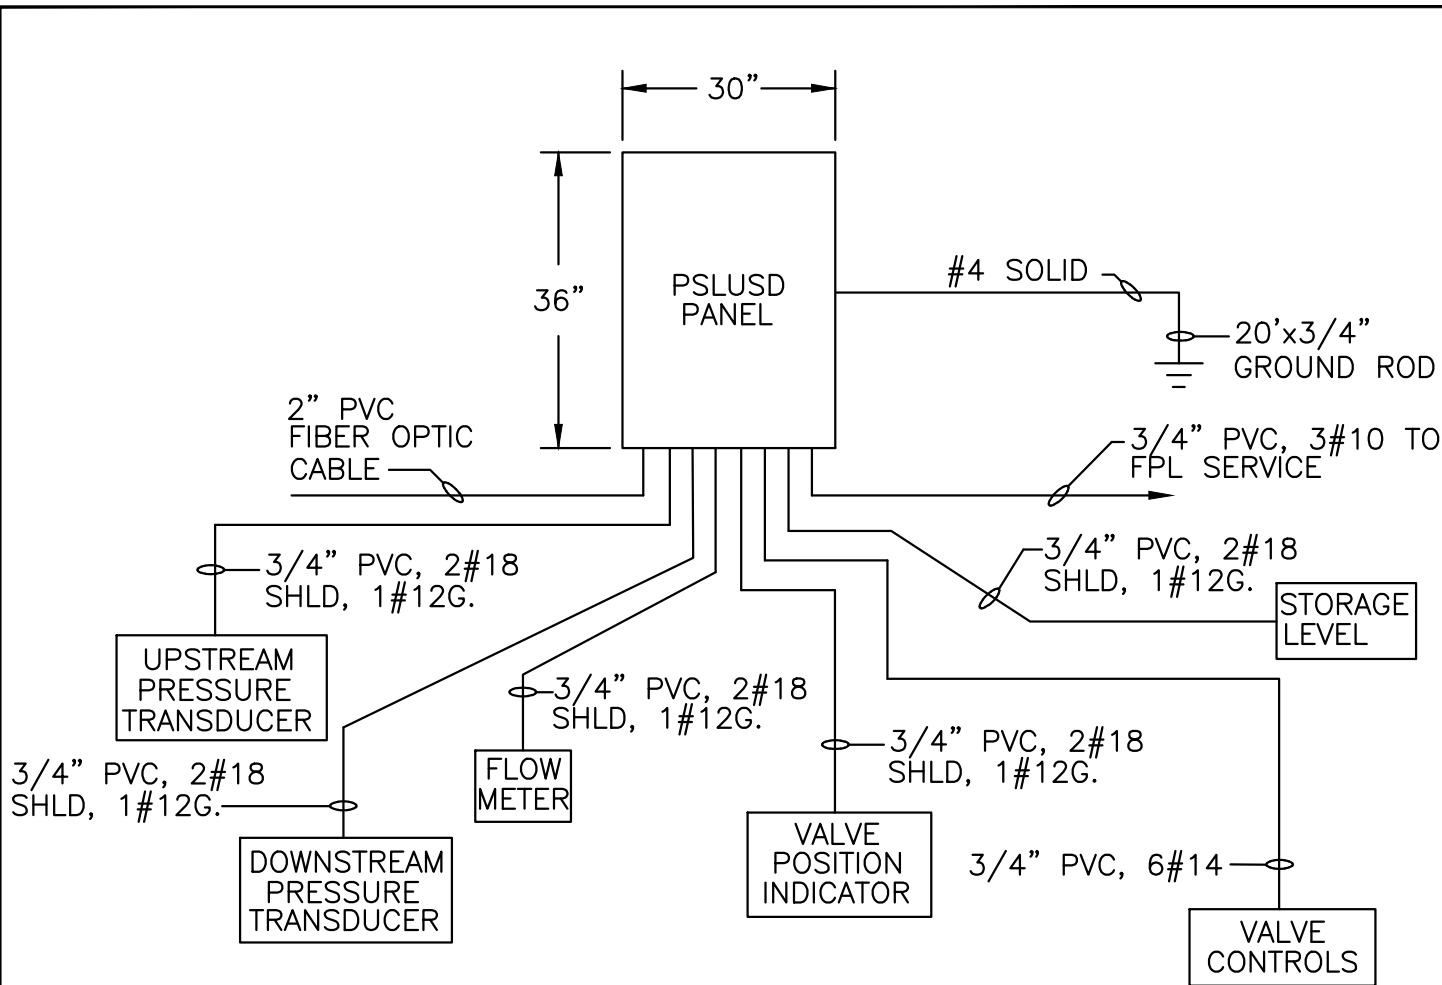 30”
36”
PSLUSD
PANEL
#4 SOLID
20’x3/4”
GROUND ROD
2” PVC
FIBER OPTIC
CABLE
3/4” PVC, 3#10 TO
FPL SERVICE
3/4” PVC, 2#18
SHLD, 1#12G.
3/4” PVC, 2#18
SHLD, 1#12G.
STORAGE
LEVEL
UPSTREAM
PRESSURE
TRANSDUCER
3/4” PVC, 2#18
SHLD, 1#12G.
3/4” PVC, 2#18
SHLD, 1#12G.
3/4” PVC, 2#18
SHLD, 1#12G.
FLOW
METER
DOWNSTREAM
PRESSURE
TRANSDUCER
VALVE
POSITION
INDICATOR
3/4” PVC, 6#14
VALVE
CONTROLS